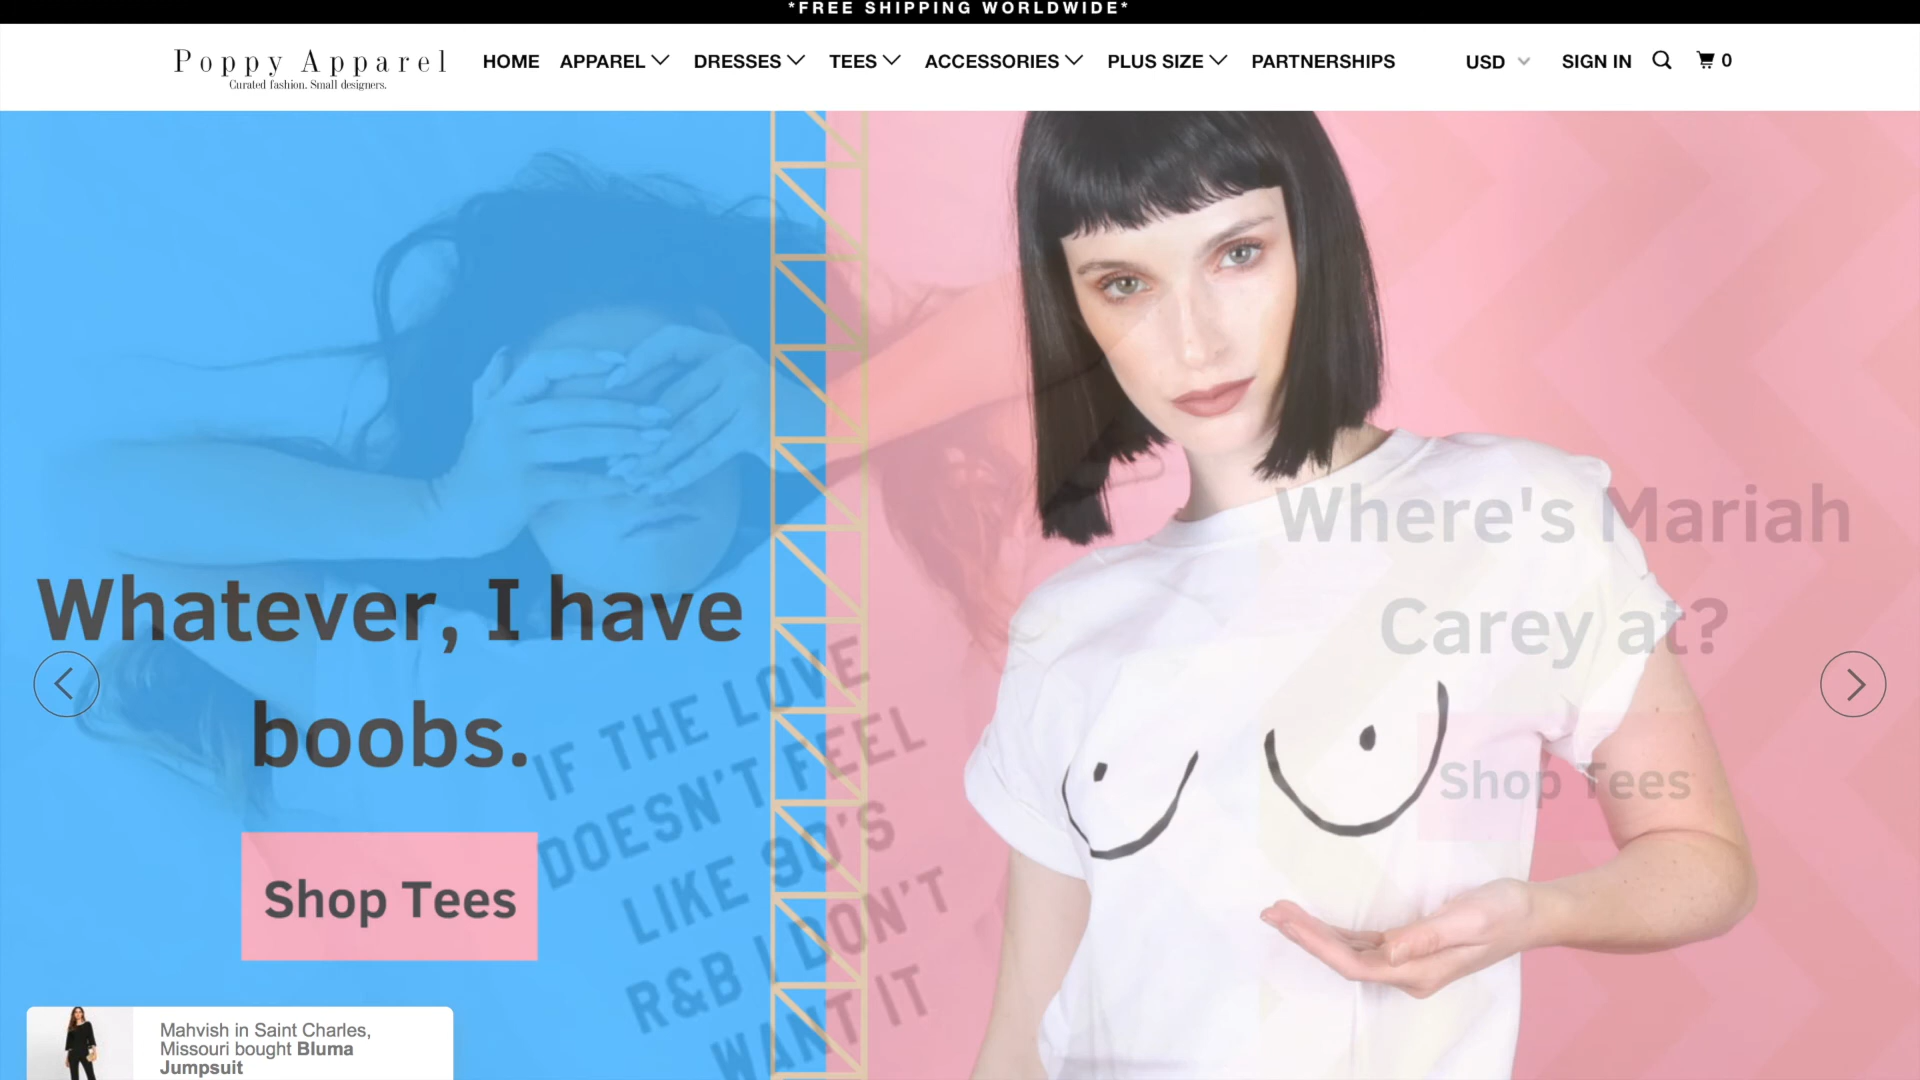 *FREE SHIPPING WORLDWIDE*
Poppy Apparel
Curated fashion. Small designers.
HOME APPAREL DRESSES TEES ACCESSORIES PLUS SIZE PARTNERSHIPS USD SIGN IN 0
Whatever, I have
boobs.
Shop Tees
IF THE LOVE
DOESN'T FEEL
LIKE 90'S
R&B I DON'T
WANT IT
Where's Mariah
Carey at?
Shop Tees
Mahvish in Saint Charles,
Missouri bought Bluma
Jumpsuit